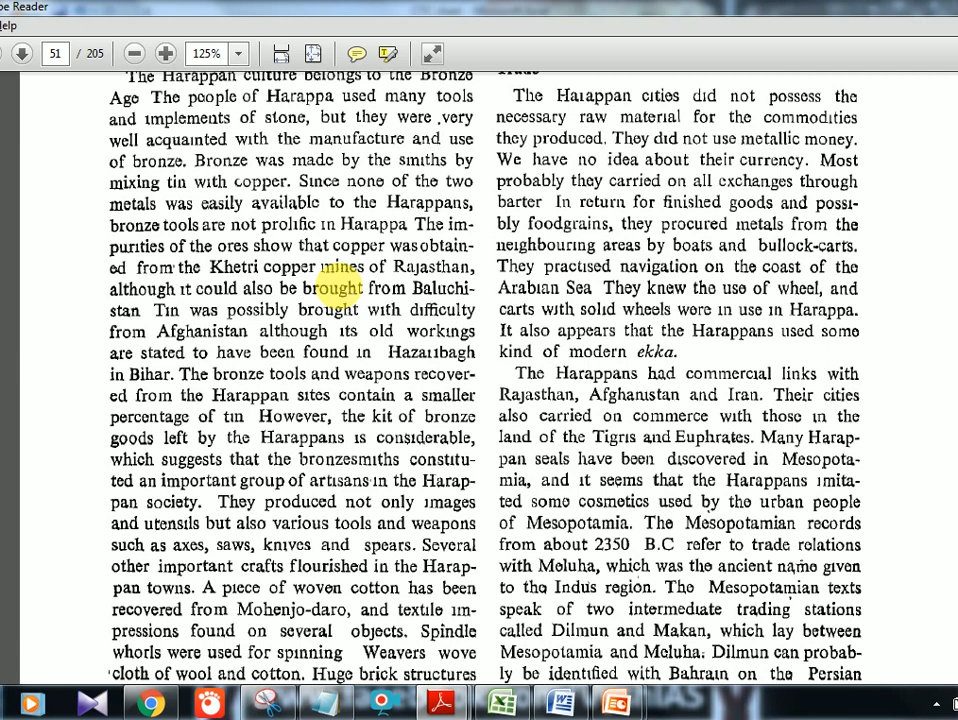 be Reader
Help
51 / 205
125%
The Harappan culture belongs to the Bronze
Age The people of Harappa used many tools
and implements of stone, but they were very
well acquainted with the manufacture and use
of bronze. Bronze was made by the smiths by
mixing tin with copper. Since none of the two
metals was easily available to the Harappans,
bronze tools are not prolific in Harappa The im-
purities of the ores show that copper was obtain-
ed from the Khetri copper mines of Rajasthan,
although it could also be brought from Baluchi-
stan Tin was possibly brought with difficulty
from Afghanistan although its old workings
are stated to have been found in Hazaribagh
in Bihar. The bronze tools and weapons recover-
ed from the Harappan sites contain a smaller
percentage of tin However, the kit of bronze
goods left by the Harappans is considerable,
which suggests that the bronzesmiths constitu-
ted an important group of artisans in the Harap-
pan society. They produced not only images
and utensils but also various tools and weapons
such as axes, saws, knives and spears. Several
other important crafts flourished in the Harap-
pan towns. A piece of woven cotton has been
recovered from Mohenjo-daro, and textile im-
pressions found on several objects. Spindle
whorls were used for spinning Weavers wove
cloth of wool and cotton. Huge brick structures
Trade
The Harappan cities did not possess the
necessary raw material for the commodities
they produced. They did not use metallic money.
We have no idea about their currency. Most
probably they carried on all exchanges through
barter In return for finished goods and possi-
bly foodgrains, they procured metals from the
neighbouring areas by boats and bullock-carts.
They practised navigation on the coast of the
Arabian Sea They knew the use of wheel, and
carts with solid wheels were in use in Harappa.
It also appears that the Harappans used some
kind of modern ekka.
The Harappans had commercial links with
Rajasthan, Afghanistan and Iran. Their cities
also carried on commerce with those in the
land of the Tigris and Euphrates. Many Harap-
pan seals have been discovered in Mesopota-
mia, and it seems that the Harappans imita-
ted some cosmetics used by the urban people
of Mesopotamia. The Mesopotamian records
from about 2350 B.C refer to trade relations
with Meluha, which was the ancient name given
to the Indus region. The Mesopotamian texts
speak of two intermediate trading stations
called Dilmun and Makan, which lay between
Mesopotamia and Meluha. Dilmun can probab-
ly be identified with Bahrain on the Persian